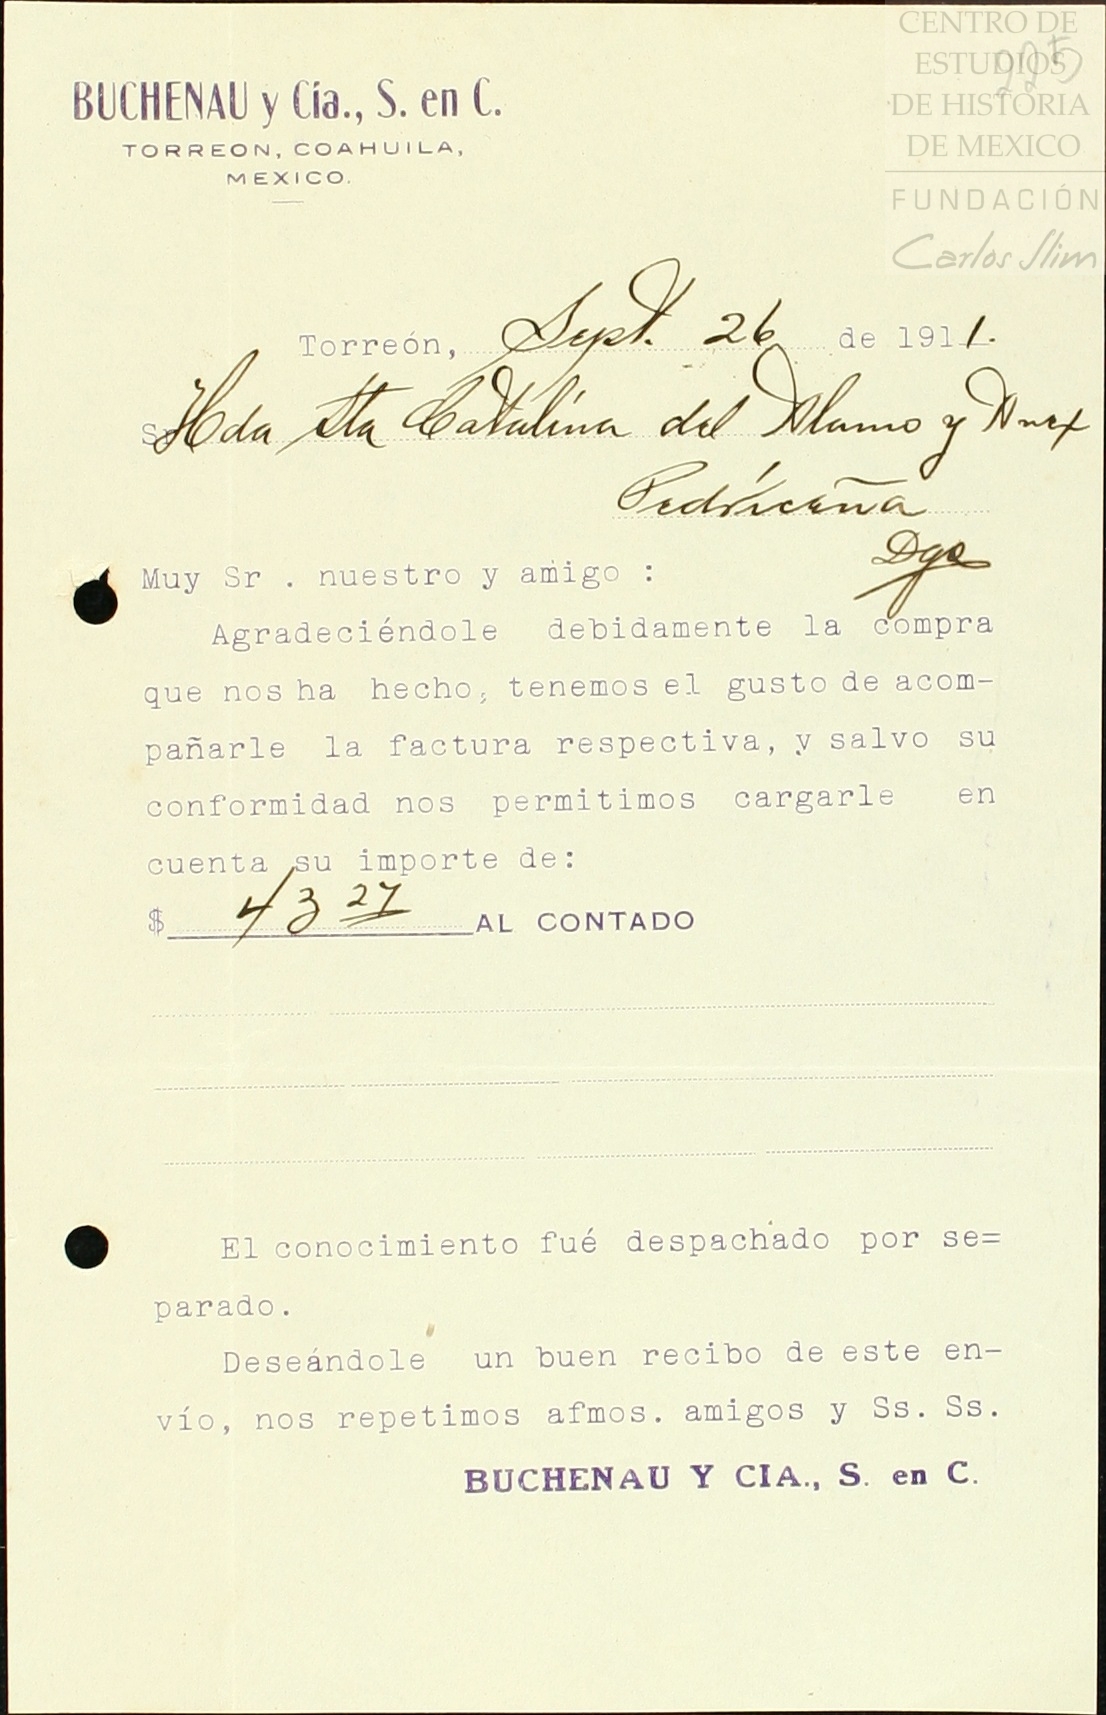 CENTRO DE
ESTUDIOS
DE HISTORIA
DE MEXICO
FUNDACIÓN
Carlos Slim
225
BUCHENAU y Cía., S. en C.
TORREON, COAHUILA,
MEXICO.
Torreón, Sept. 26 de 1911.
Sr Hda Sta Catalina del Alamo y Anex
Pedriceña
Dgo
Muy Sr . nuestro y amigo :
Agradeciéndole debidamente la compra
que nos ha hecho, tenemos el gusto de acom-
pañarle la factura respectiva, y salvo su
conformidad nos permitimos cargarle en
cuenta su importe de:
$ 43 27 AL CONTADO
El conocimiento fué despachado por se=
parado.
Deseándole un buen recibo de este en-
vío, nos repetimos afmos. amigos y Ss. Ss.
BUCHENAU Y CIA., S. en C.